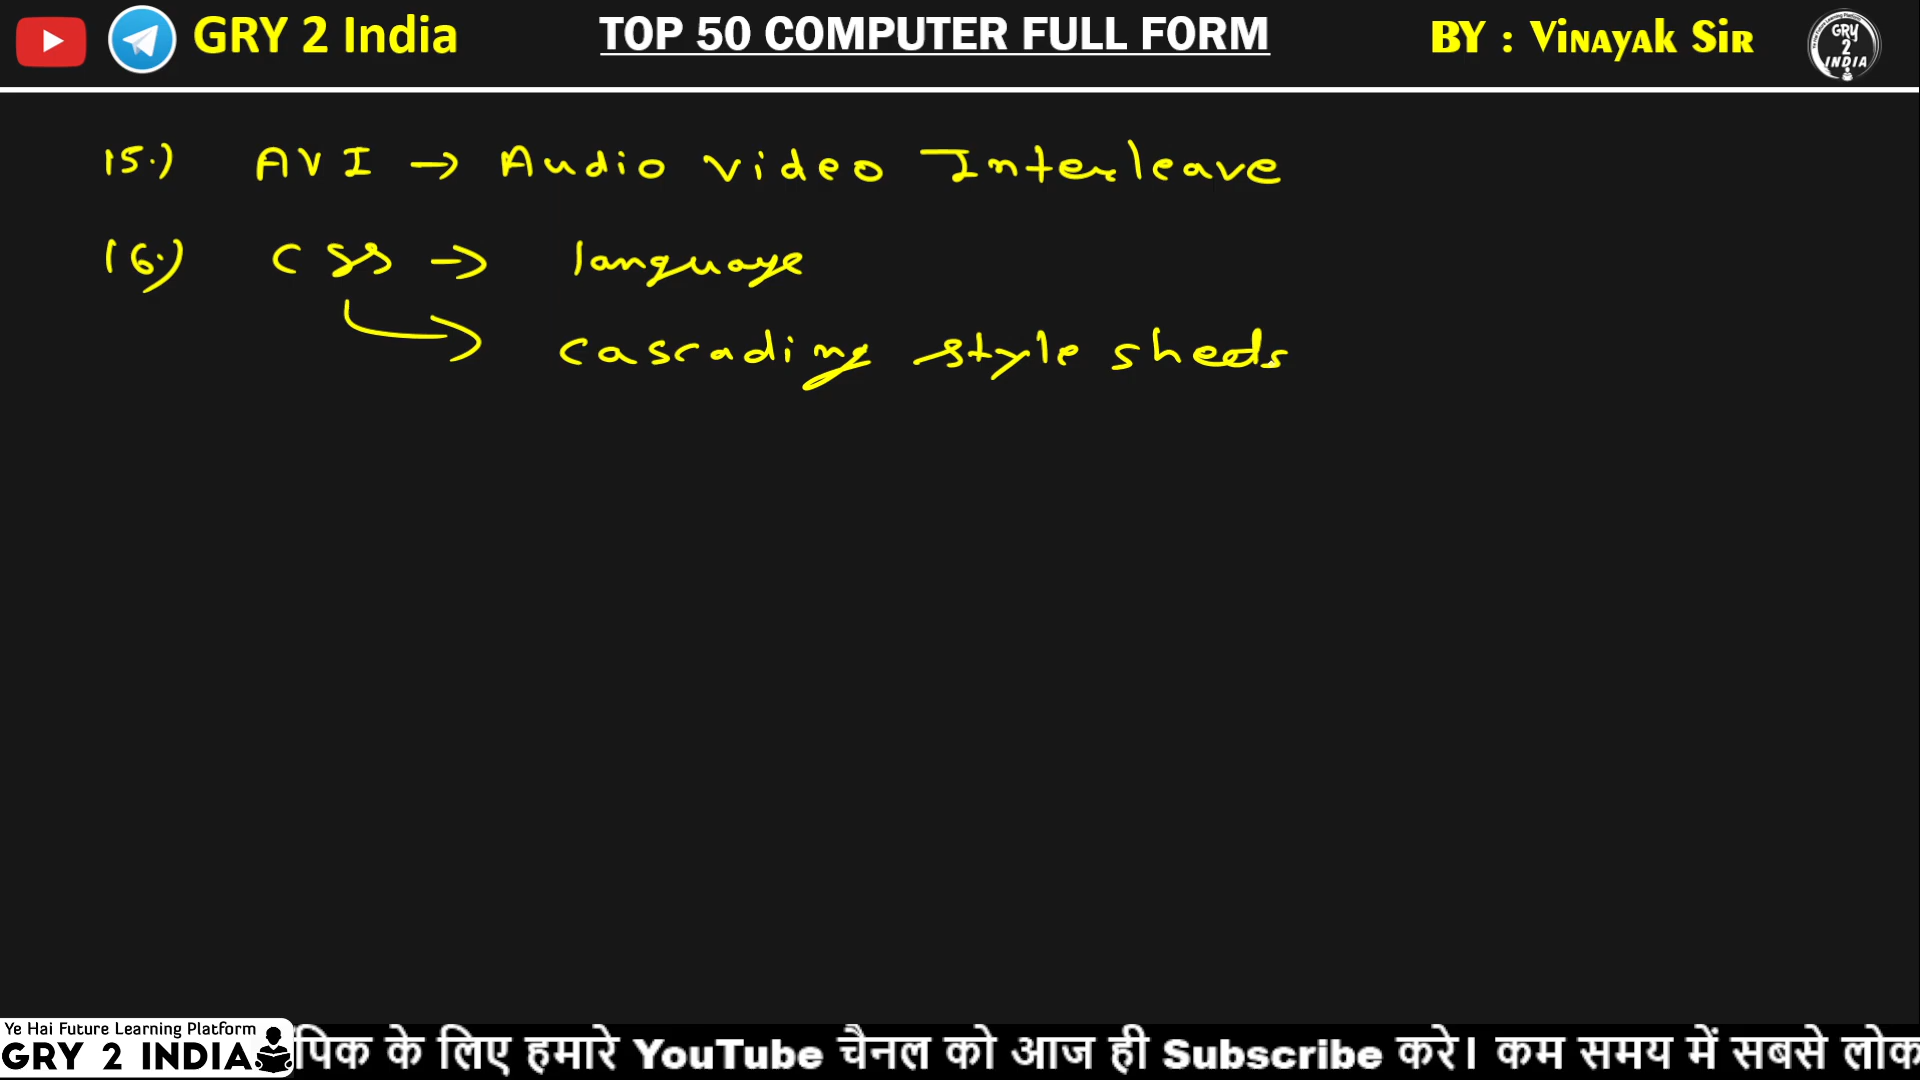 GRY 2 India
TOP 50 COMPUTER FULL FORM
BY : Vinayak Sir
GRY 2 INDIA
15.) AVI → Audio video Interleave
16.) CSS → language
→ cascading style sheets
Ye Hai Future Learning Platform
GRY 2 INDIA
पिक के लिए हमारे YouTube चैनल को आज ही Subscribe करे। कम समय में सबसे लोक